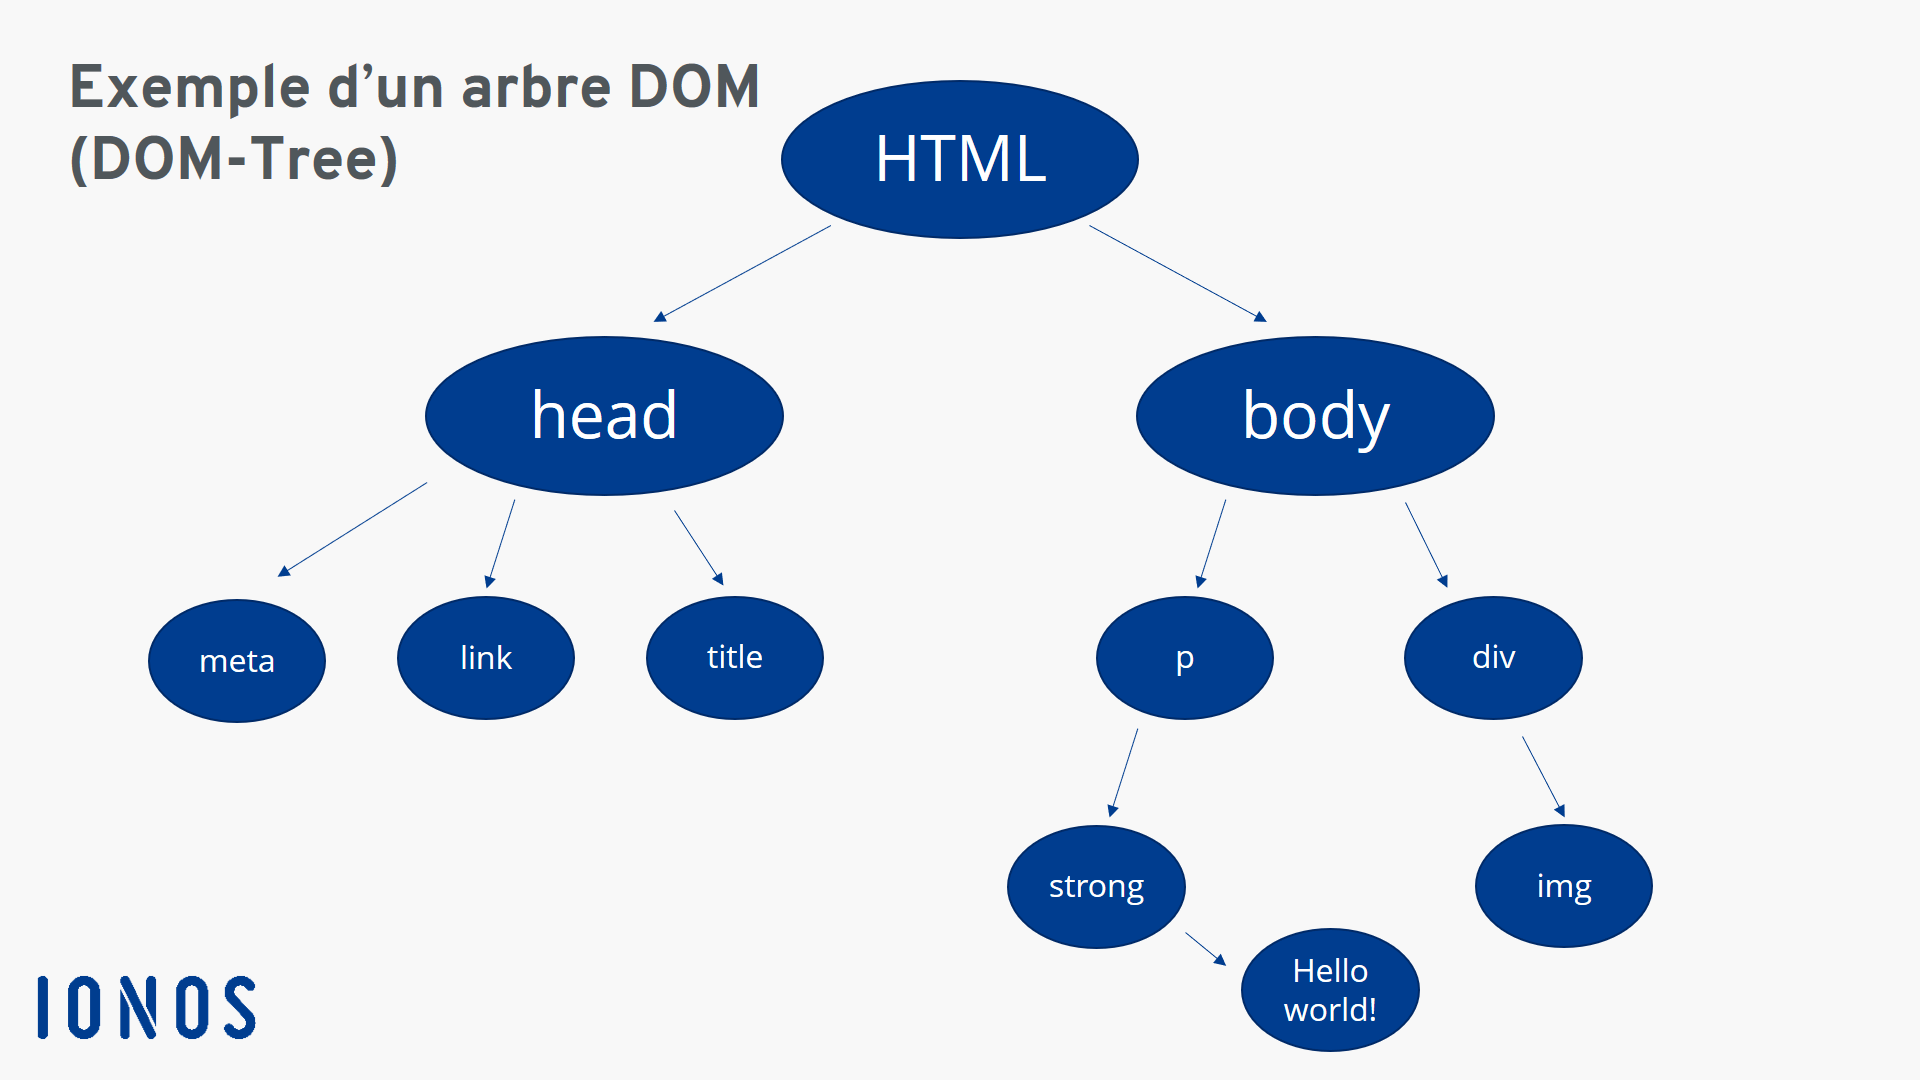 Exemple d’un arbre DOM
(DOM-Tree)
HTML
head
body
meta
link
title
p
div
strong
img
Hello
world!
IONOS